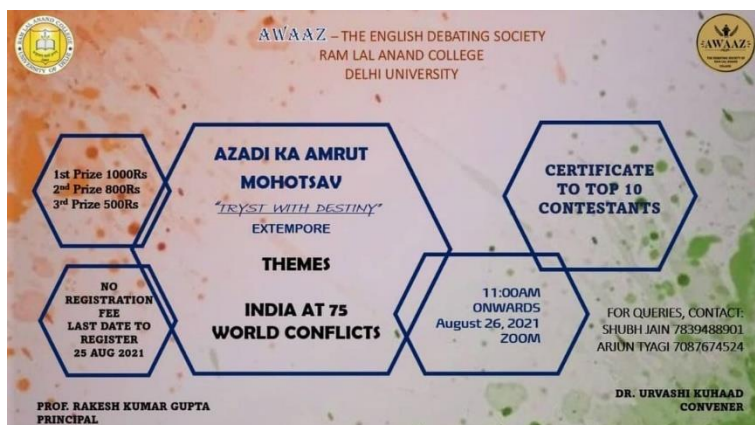 AWAAZ – THE ENGLISH DEBATING SOCIETY
RAM LAL ANAND COLLEGE
DELHI UNIVERSITY
AWAAZ
1st Prize 1000Rs
2nd Prize 800Rs
3rd Prize 500Rs
AZADI KA AMRUT
MOHOTSAV
"TRYST WITH DESTINY"
EXTEMPORE
THEMES
INDIA AT 75
WORLD CONFLICTS
CERTIFICATE
TO TOP 10
CONTESTANTS
NO
REGISTRATION
FEE
LAST DATE TO
REGISTER
25 AUG 2021
11:00AM
ONWARDS
August 26, 2021
ZOOM
FOR QUERIES, CONTACT:
SHUBH JAIN 7839488901
ARJUN TYAGI 7087674524
PROF. RAKESH KUMAR GUPTA
PRINCIPAL
DR. URVASHI KUHAAD
CONVENER